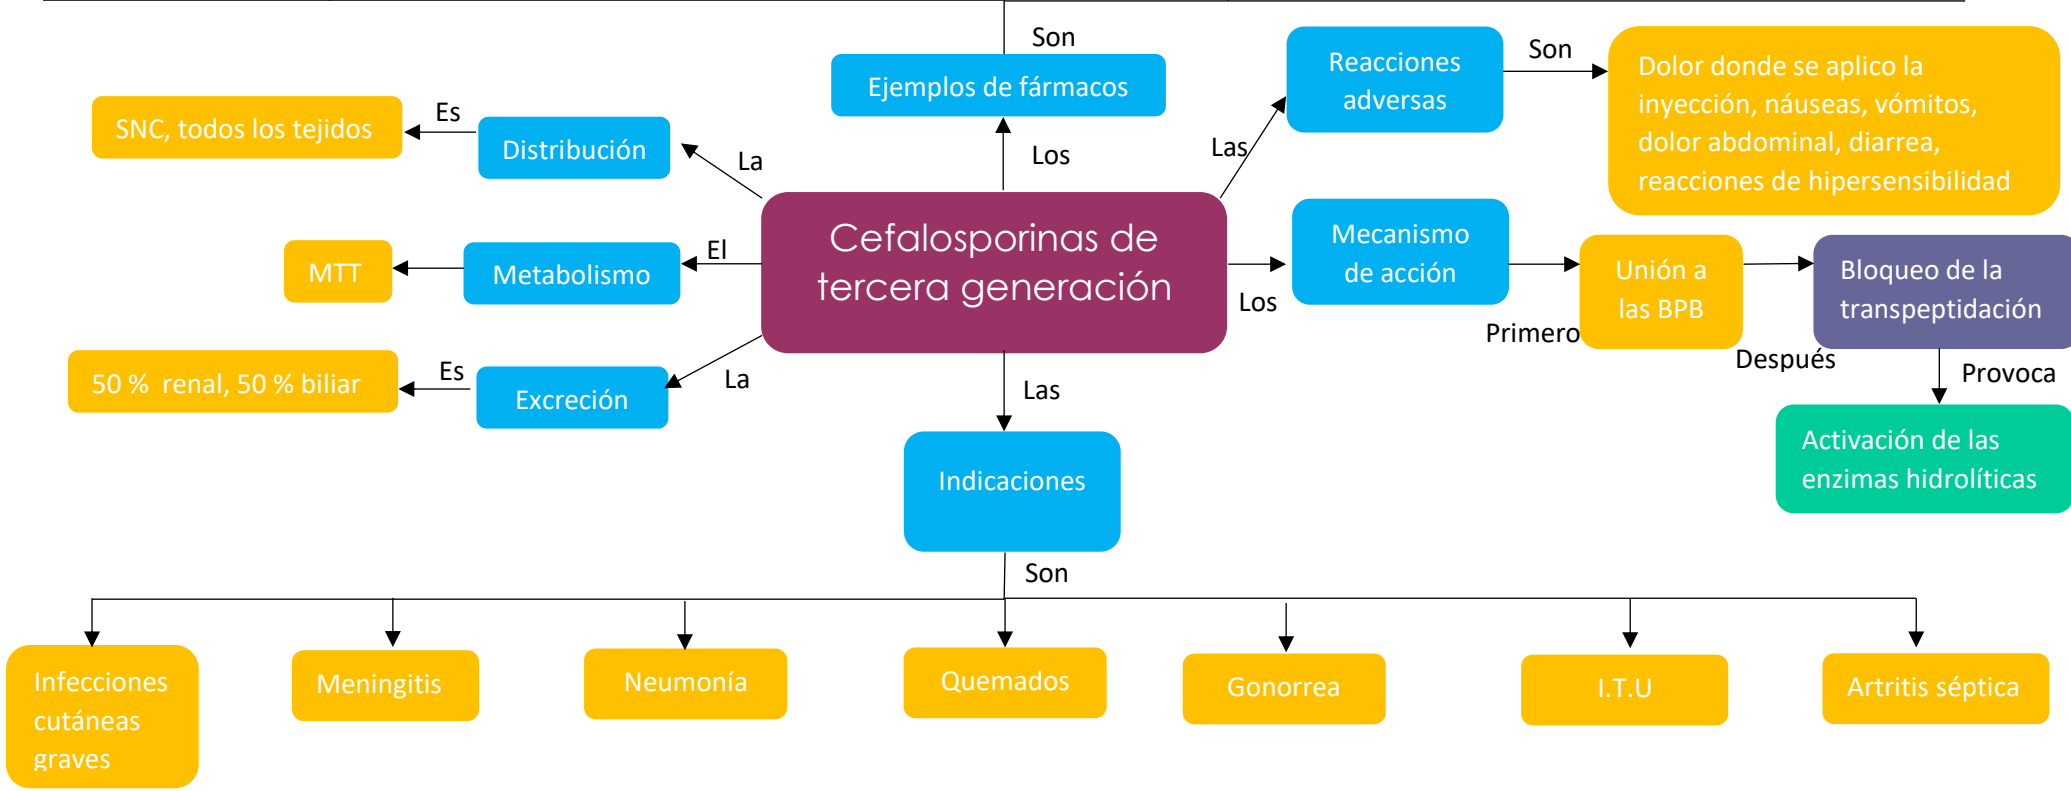 Son
Ejemplos de fármacos
Los
Reacciones
adversas
Las
Son
Dolor donde se aplico la
inyección, náuseas, vómitos,
dolor abdominal, diarrea,
reacciones de hipersensibilidad
SNC, todos los tejidos
Es
Distribución
La
Cefalosporinas de
tercera generación
MTT
Metabolismo
El
Los
Mecanismo
de acción
Primero
Unión a
las BPB
Después
Bloqueo de la
transpeptidación
Provoca
Activación de las
enzimas hidrolíticas
50 % renal, 50 % biliar
Es
Excreción
La
Las
Indicaciones
Son
Infecciones
cutáneas
graves
Meningitis
Neumonía
Quemados
Gonorrea
I.T.U
Artritis séptica